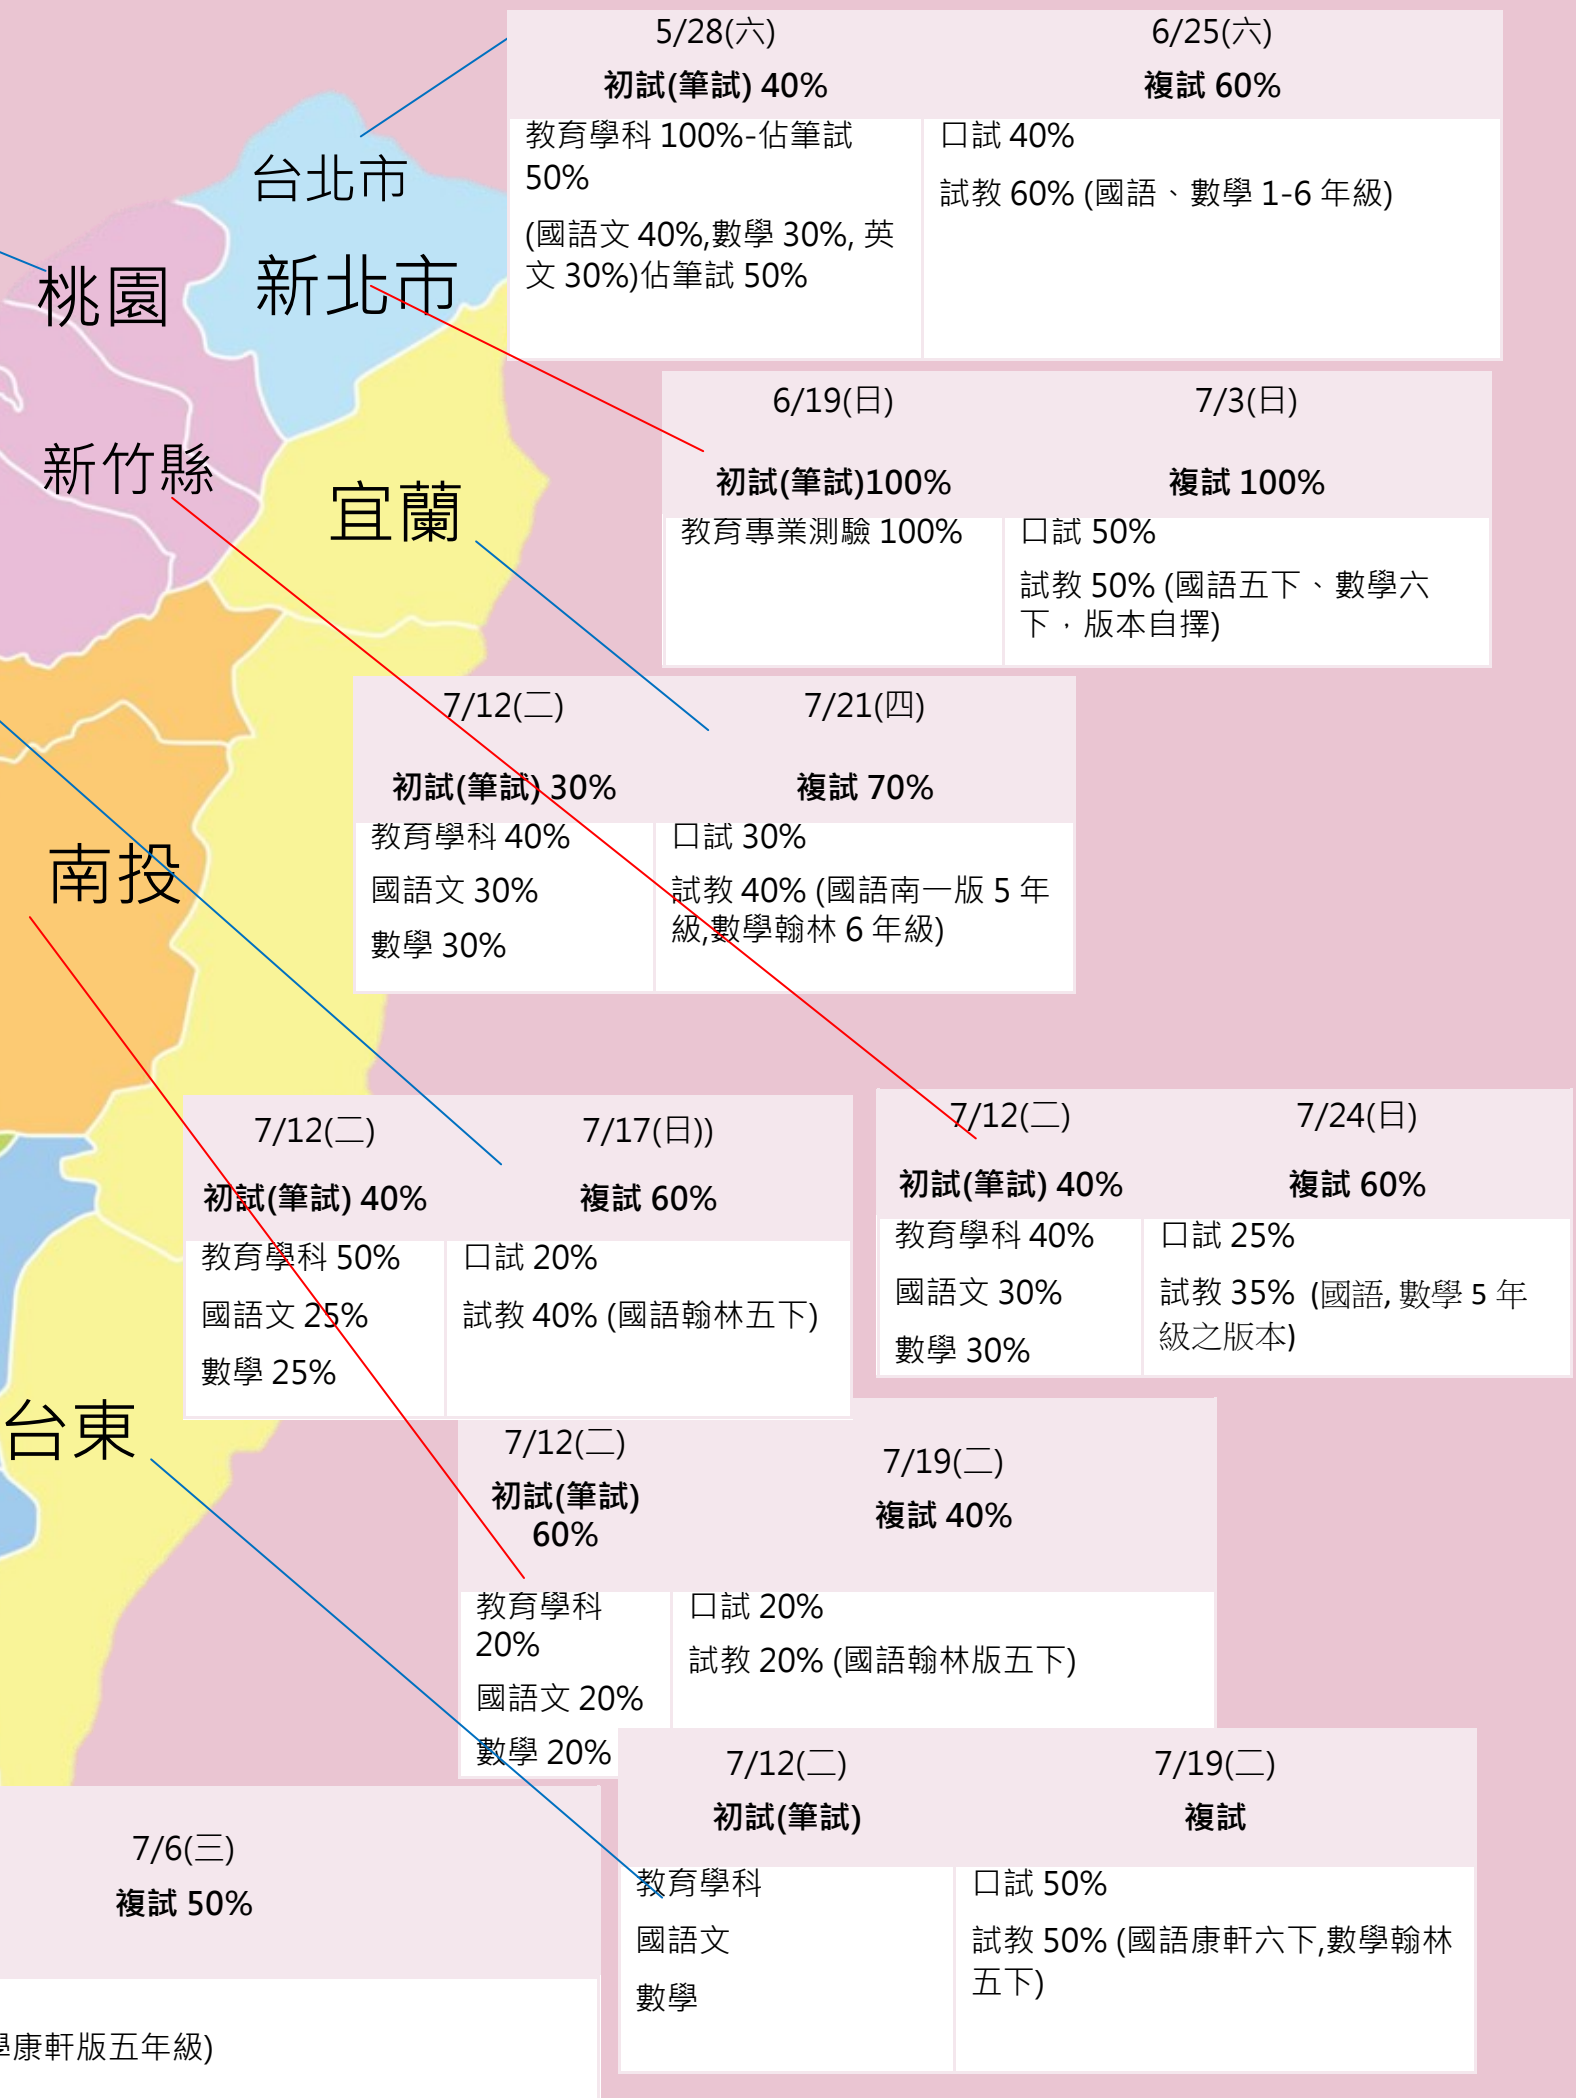 5/28(六)
6/25(六)
初試(筆試) 40%
複試 60%
教育學科 100%-佔筆試
50%
(國語文 40%,數學 30%, 英
文 30%)佔筆試 50%
口試 40%
試教 60% (國語、數學 1-6 年級)
台北市
新北市
桃園
新竹縣
宜蘭
6/19(日)
7/3(日)
初試(筆試)100%
複試 100%
教育專業測驗 100%
口試 50%
試教 50% (國語五下、數學六
下，版本自擇)
7/12(二)
7/21(四)
初試(筆試) 30%
複試 70%
教育學科 40%
國語文 30%
數學 30%
口試 30%
試教 40% (國語南一版 5 年
級,數學翰林 6 年級)
南投
7/12(二)
7/17(日))
初試(筆試) 40%
複試 60%
教育學科 50%
國語文 25%
數學 25%
口試 20%
試教 40% (國語翰林五下)
7/12(二)
7/24(日)
初試(筆試) 40%
複試 60%
教育學科 40%
國語文 30%
數學 30%
口試 25%
試教 35% (國語, 數學 5 年
級之版本)
台東
7/12(二)
初試(筆試)
60%
7/19(二)
複試 40%
教育學科
20%
國語文 20%
數學 20%
口試 20%
試教 20% (國語翰林版五下)
7/12(二)
7/19(二)
初試(筆試)
複試
教育學科
國語文
數學
口試 50%
試教 50% (國語康軒六下,數學翰林
五下)
7/6(三)
複試 50%
學康軒版五年級)